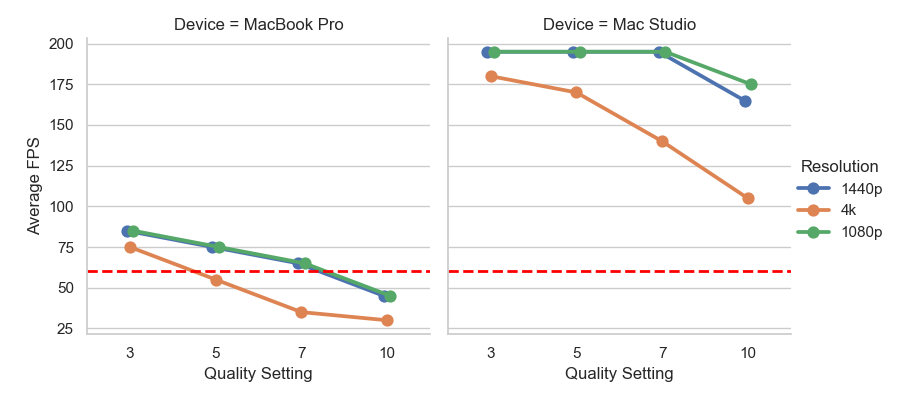 Device = MacBook Pro
Device = Mac Studio
200
175
150
125
100
75
50
25
Average FPS
3 5 7 10
Quality Setting
3 5 7 10
Quality Setting
Resolution
1440p
4k
1080p